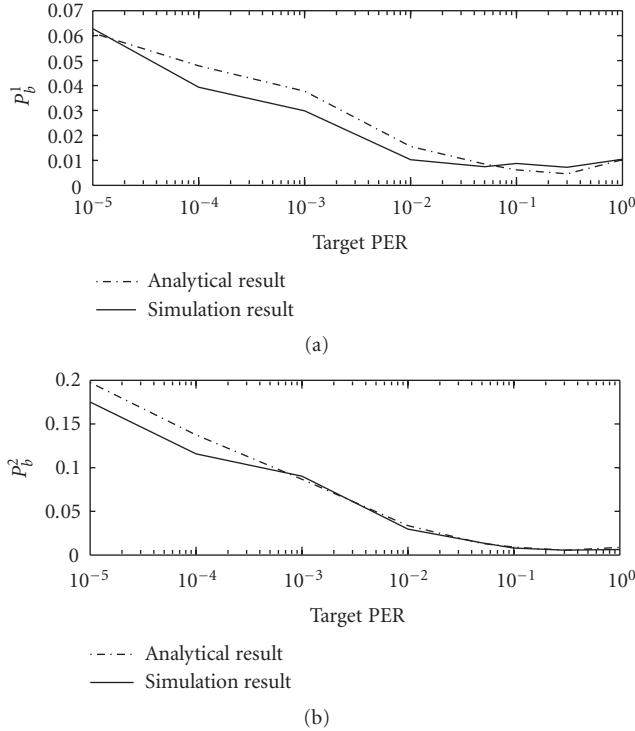 0.07
0.06
0.05
0.04
0.03
0.02
0.01
0
P_b^1
10^−5 10^−4 10^−3 10^−2 10^−1 10^0
Target PER
Analytical result
Simulation result
(a)
0.2
0.15
0.1
0.05
0
P_b^2
10^−5 10^−4 10^−3 10^−2 10^−1 10^0
Target PER
Analytical result
Simulation result
(b)